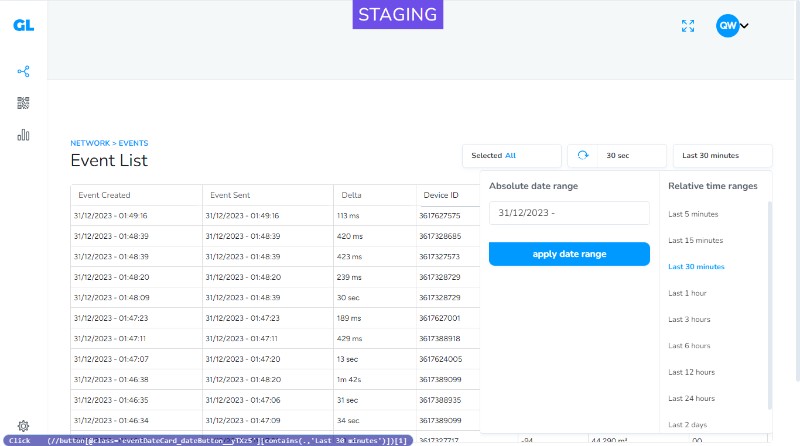 STAGING
GL
QW
NETWORK > EVENTS
Event List
Selected All
30 sec
Last 30 minutes
Event Created Event Sent Delta Device ID
31/12/2023 - 01:49:16 31/12/2023 - 01:49:16 113 ms 3617627575
31/12/2023 - 01:48:39 31/12/2023 - 01:48:39 420 ms 3617328685
31/12/2023 - 01:48:39 31/12/2023 - 01:48:39 423 ms 3617327573
31/12/2023 - 01:48:20 31/12/2023 - 01:48:20 239 ms 3617328729
31/12/2023 - 01:48:09 31/12/2023 - 01:48:39 30 sec 3617328729
31/12/2023 - 01:47:23 31/12/2023 - 01:47:23 189 ms 3617627001
31/12/2023 - 01:47:11 31/12/2023 - 01:47:11 429 ms 3617388918
31/12/2023 - 01:47:07 31/12/2023 - 01:47:20 13 sec 3617624005
31/12/2023 - 01:46:38 31/12/2023 - 01:48:20 1m 42s 3617389099
31/12/2023 - 01:46:35 31/12/2023 - 01:47:06 31 sec 3617388935
31/12/2023 - 01:46:34 31/12/2023 - 01:47:09 34 sec 3617389099
3617327717 -94 44.290 m³ .00
Absolute date range
31/12/2023 -
apply date range
Relative time ranges
Last 5 minutes
Last 15 minutes
Last 30 minutes
Last 1 hour
Last 3 hours
Last 6 hours
Last 12 hours
Last 24 hours
Last 2 days
Click (//button[@class='eventDateCard_dateButton__yTXz5'][contains(.,'Last 30 minutes')])[1]